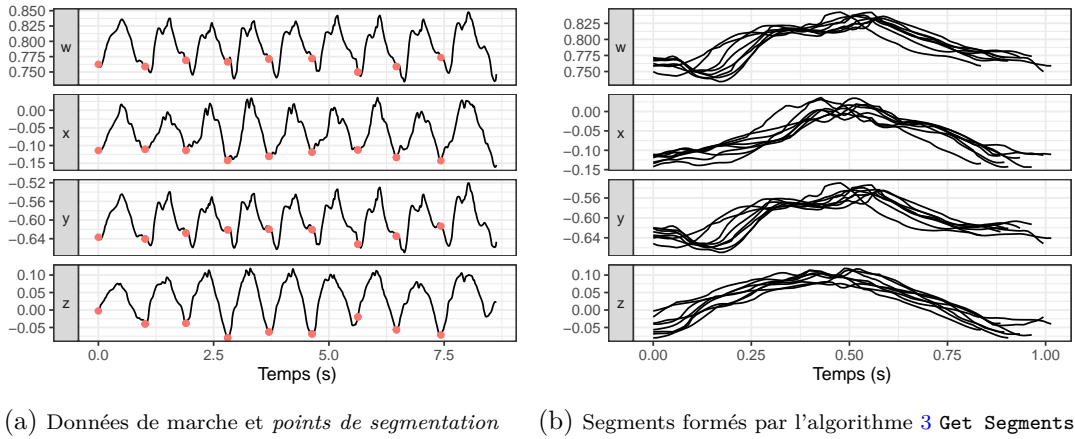 w
0.850
0.825
0.800
0.775
0.750
x
0.00
−0.05
−0.10
−0.15
y
−0.52
−0.56
−0.60
−0.64
z
0.10
0.05
0.00
−0.05
0.0 2.5 5.0 7.5
Temps (s)
w
0.825
0.800
0.775
0.750
x
0.00
−0.05
−0.10
−0.15
y
−0.56
−0.60
−0.64
z
0.10
0.05
0.00
−0.05
0.00 0.25 0.50 0.75 1.00
Temps (s)
(a) Données de marche et points de segmentation
(b) Segments formés par l'algorithme 3 Get Segments